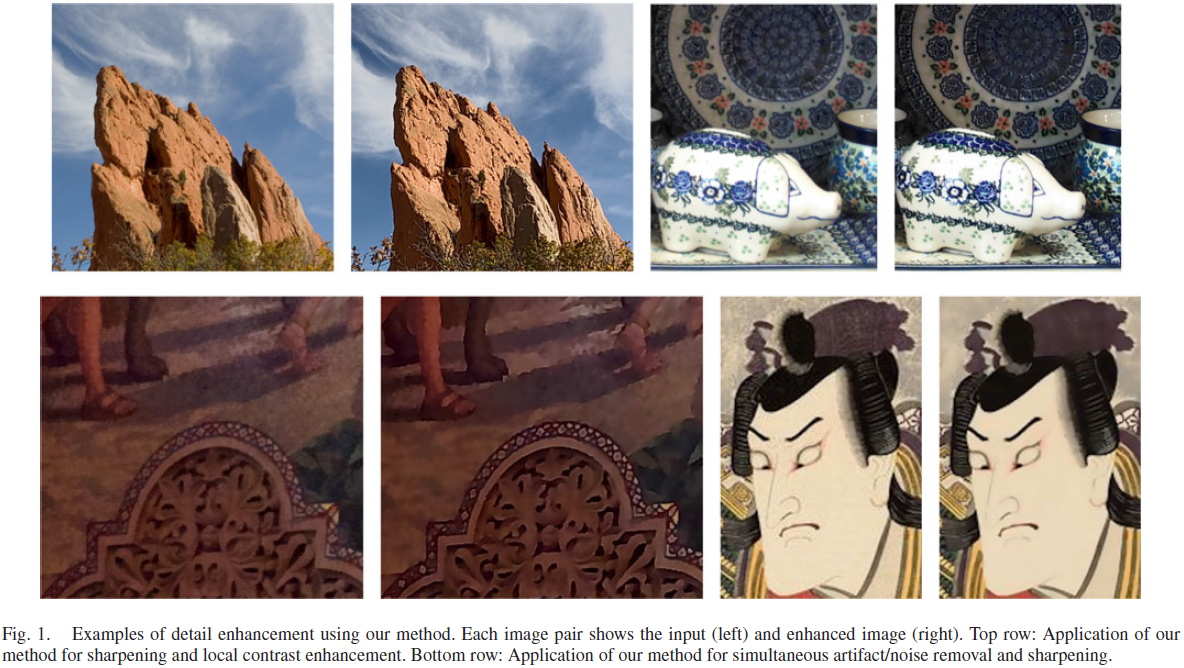 Fig. 1. Examples of detail enhancement using our method. Each image pair shows the input (left) and enhanced image (right). Top row: Application of our
method for sharpening and local contrast enhancement. Bottom row: Application of our method for simultaneous artifact/noise removal and sharpening.